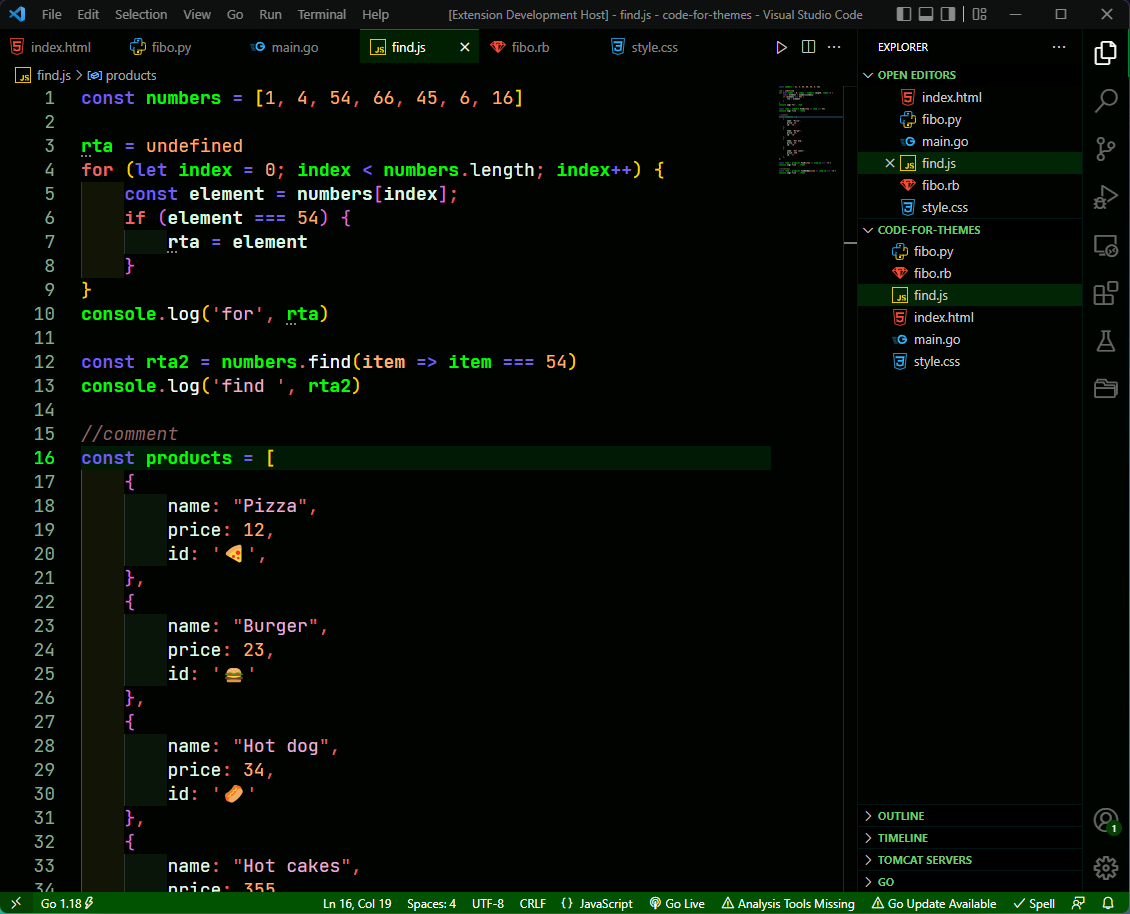 File Edit Selection View Go Run Terminal Help [Extension Development Host] - find.js - code-for-themes - Visual Studio Code
index.html fibo.py main.go find.js fibo.rb style.css
find.js > products
1 const numbers = [1, 4, 54, 66, 45, 6, 16]
2
3 rta = undefined
4 for (let index = 0; index < numbers.length; index++) {
5 const element = numbers[index];
6 if (element === 54) {
7 rta = element
8 }
9 }
10 console.log('for', rta)
11
12 const rta2 = numbers.find(item => item === 54)
13 console.log('find ', rta2)
14
15 //comment
16 const products = [
17 {
18 name: "Pizza",
19 price: 12,
20 id: '🍕',
21 },
22 {
23 name: "Burger",
24 price: 23,
25 id: '🍔'
26 },
27 {
28 name: "Hot dog",
29 price: 34,
30 id: '🌭'
31 },
32 {
33 name: "Hot cakes",
34 price: 355
EXPLORER
OPEN EDITORS
index.html
fibo.py
main.go
find.js
fibo.rb
style.css
CODE-FOR-THEMES
fibo.py
fibo.rb
find.js
index.html
main.go
style.css
OUTLINE
TIMELINE
TOMCAT SERVERS
GO
1
Go 1.18 Ln 16, Col 19 Spaces: 4 UTF-8 CRLF {} JavaScript Go Live Analysis Tools Missing Go Update Available Spell